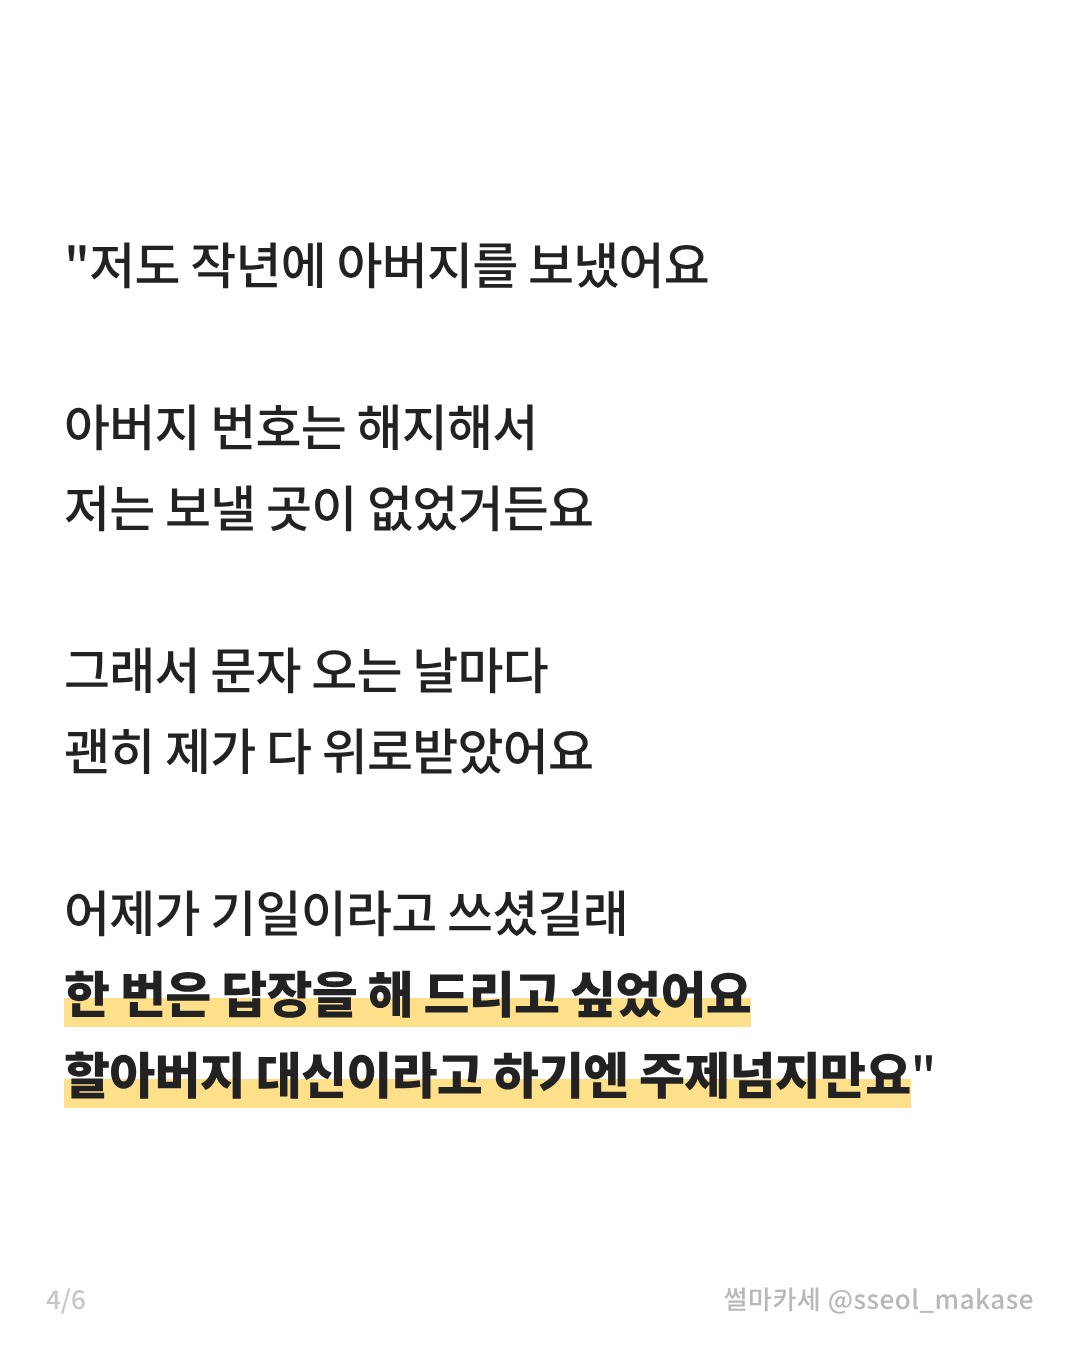 "저도 작년에 아버지를 보냈어요
아버지 번호는 해지해서
저는 보낼 곳이 없었거든요
그래서 문자 오는 날마다
괜히 제가 다 위로받았어요
어제가 기일이라고 쓰셨길래
한 번은 답장을 해 드리고 싶었어요
할아버지 대신이라고 하기엔 주제넘지만요"
4/6
썰마카세 @sseol_makase